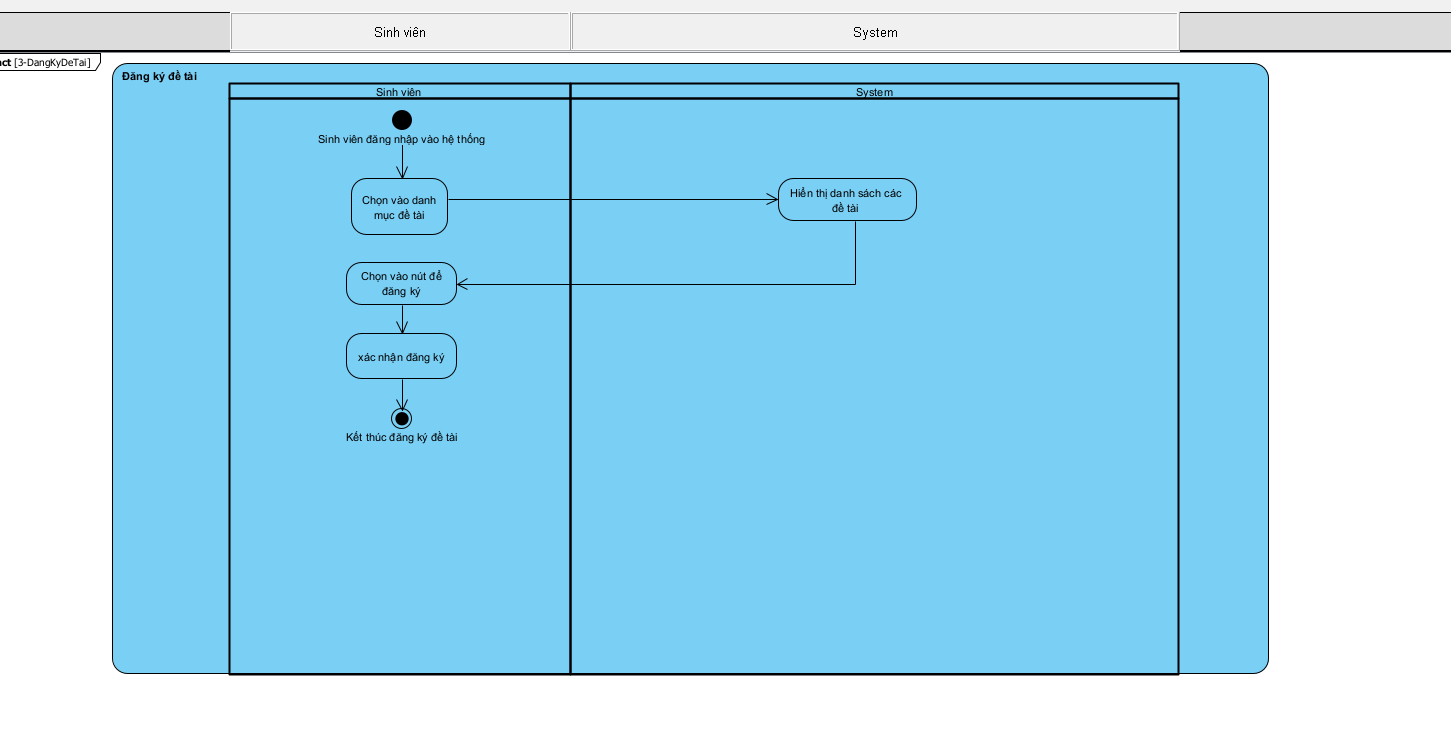 Sinh viên
System
act [3-DangKyDeTai]
Đăng ký đề tài
Sinh viên
System
Sinh viên đăng nhập vào hệ thống
Chọn vào danh
mục đề tài
Hiển thị danh sách các
đề tài
Chọn vào nút để
đăng ký
xác nhận đăng ký
Kết thúc đăng ký đề tài